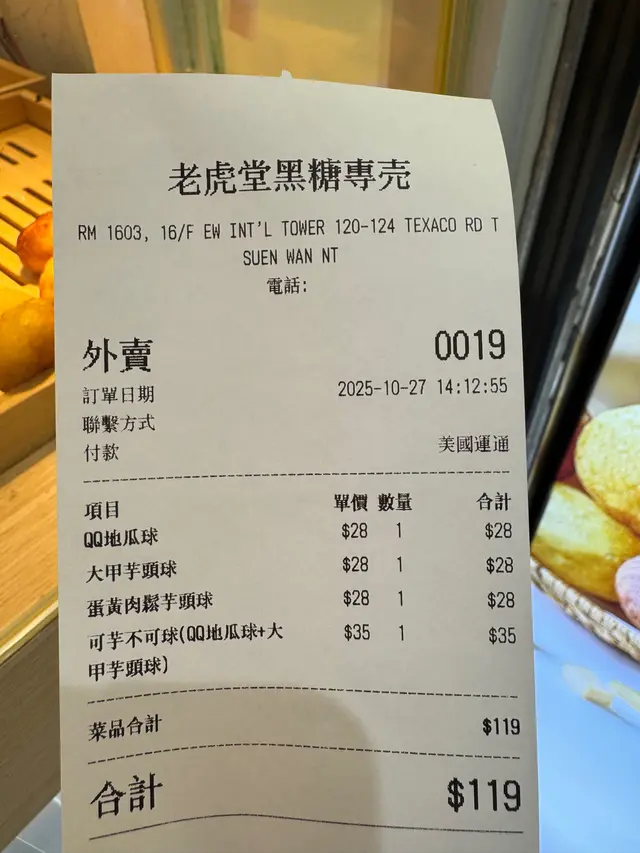 老虎堂黑糖專売
RM 1603, 16/F EW INT'L TOWER 120-124 TEXACO RD T
SUEN WAN NT
電話:
外賣 0019
訂單日期 2025-10-27 14:12:55
聯繫方式
付款 美國運通
項目 單價 數量 合計
QQ地瓜球 $28 1 $28
大甲芋頭球 $28 1 $28
蛋黃肉鬆芋頭球 $28 1 $28
可芋不可球(QQ地瓜球+大 $35 1 $35
甲芋頭球)
菜品合計 $119
合計 $119